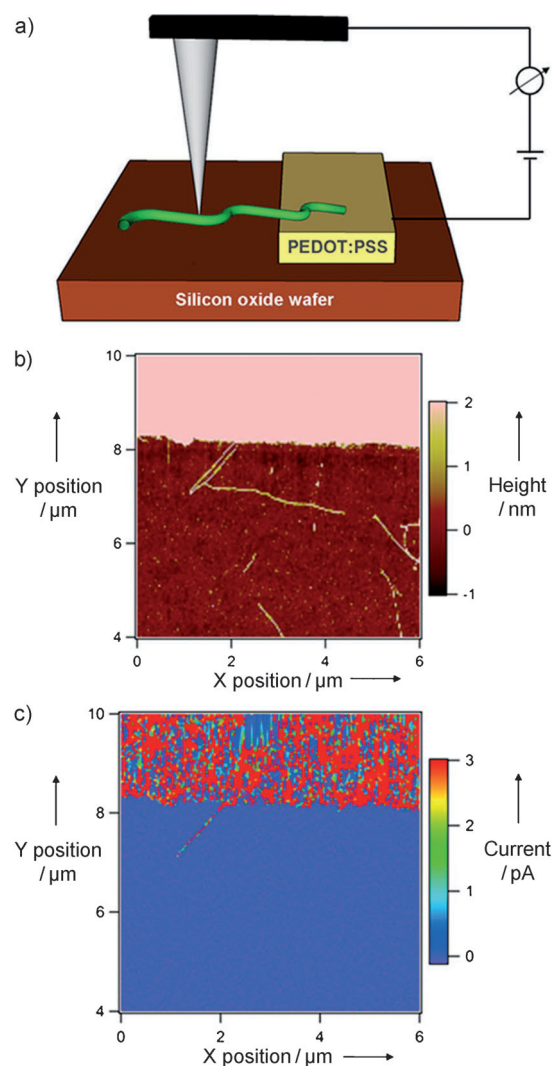 a)
PEDOT:PSS
Silicon oxide wafer
b)
10
8
6
4
Y position
/ µm
0 2 4 6
X position / µm
2
1
0
-1
Height
/ nm
c)
10
8
6
4
Y position
/ µm
0 2 4 6
X position / µm
3
2
1
0
Current
/ pA